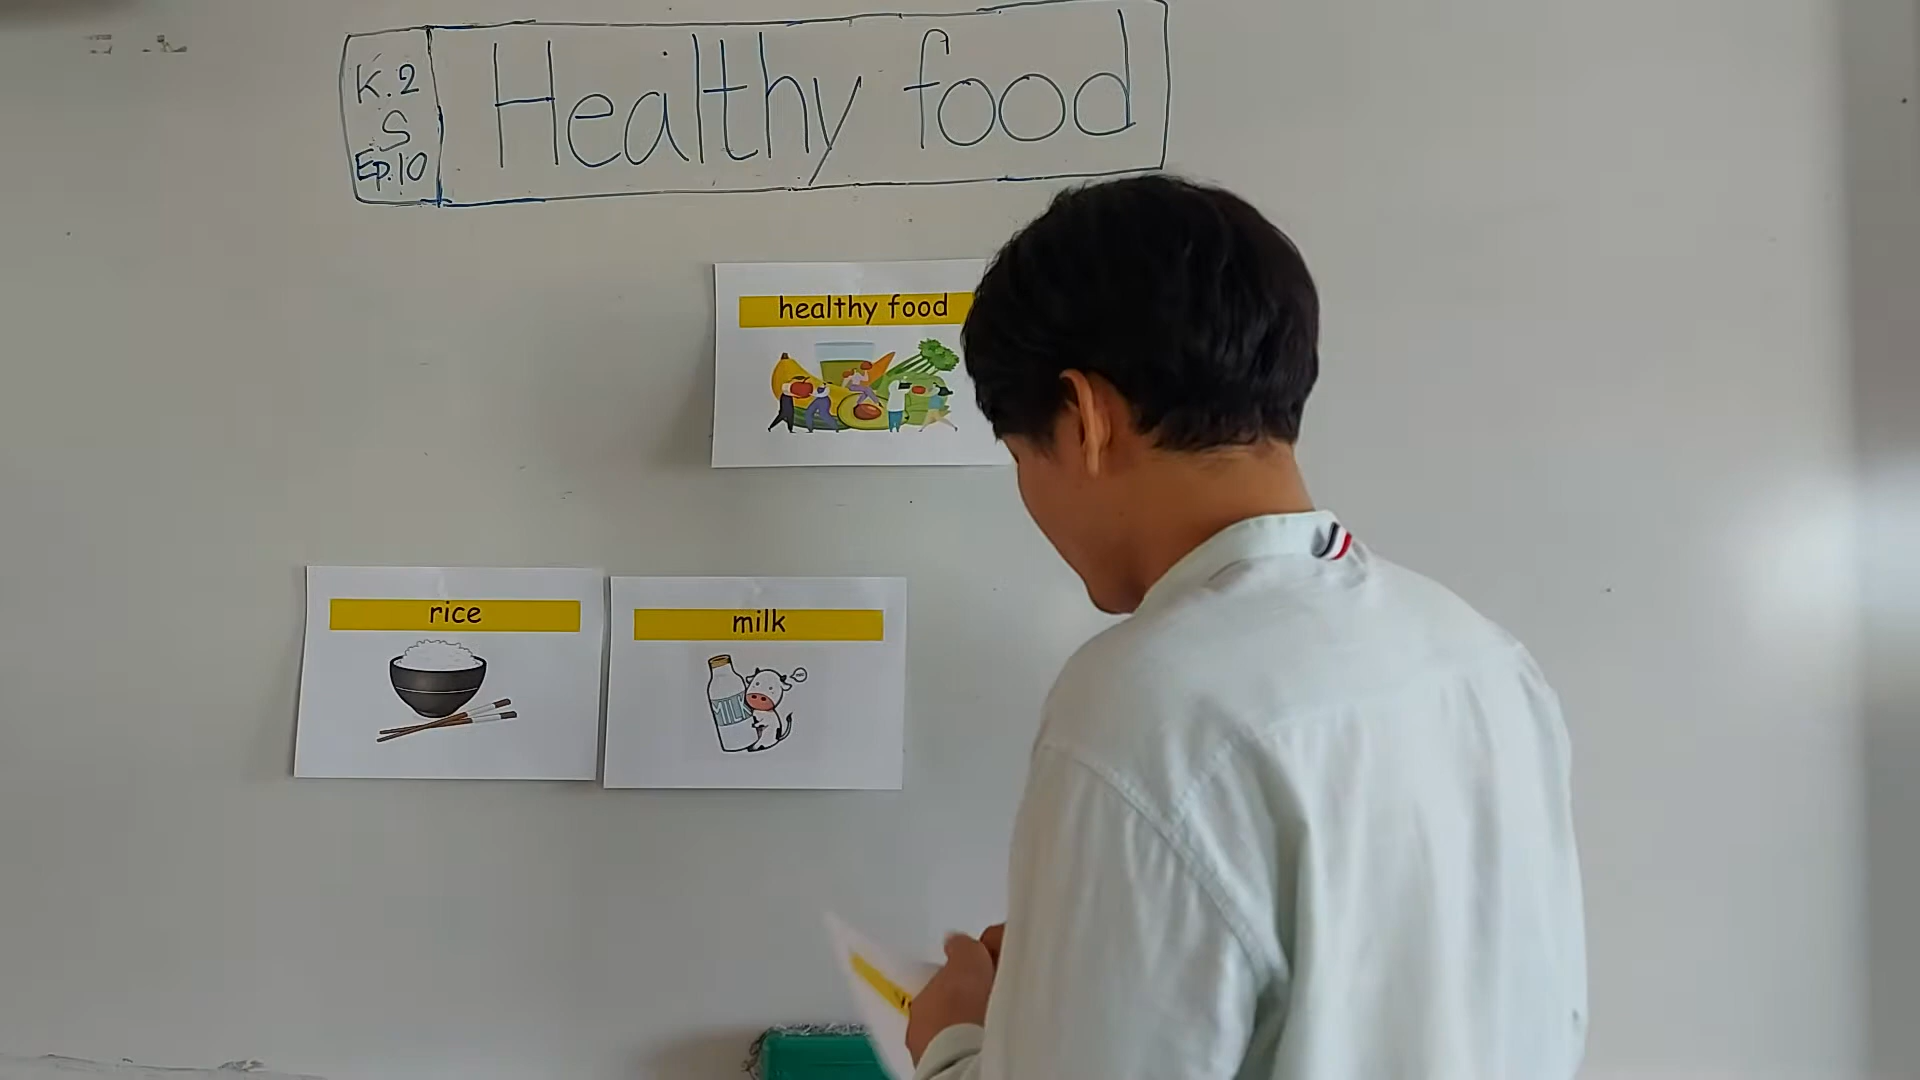 K.2
S
Ep.10
Healthy food
healthy food
rice
milk
MILK